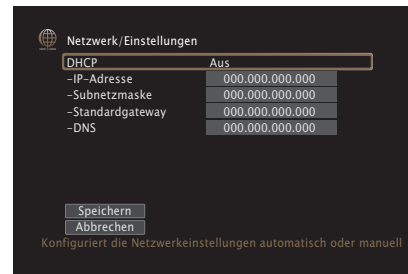 Netzwerk/Einstellungen
DHCP Aus
-IP-Adresse 000.000.000.000
-Subnetzmaske 000.000.000.000
-Standardgateway 000.000.000.000
-DNS 000.000.000.000
Speichern
Abbrechen
Konfiguriert die Netzwerkeinstellungen automatisch oder manuell